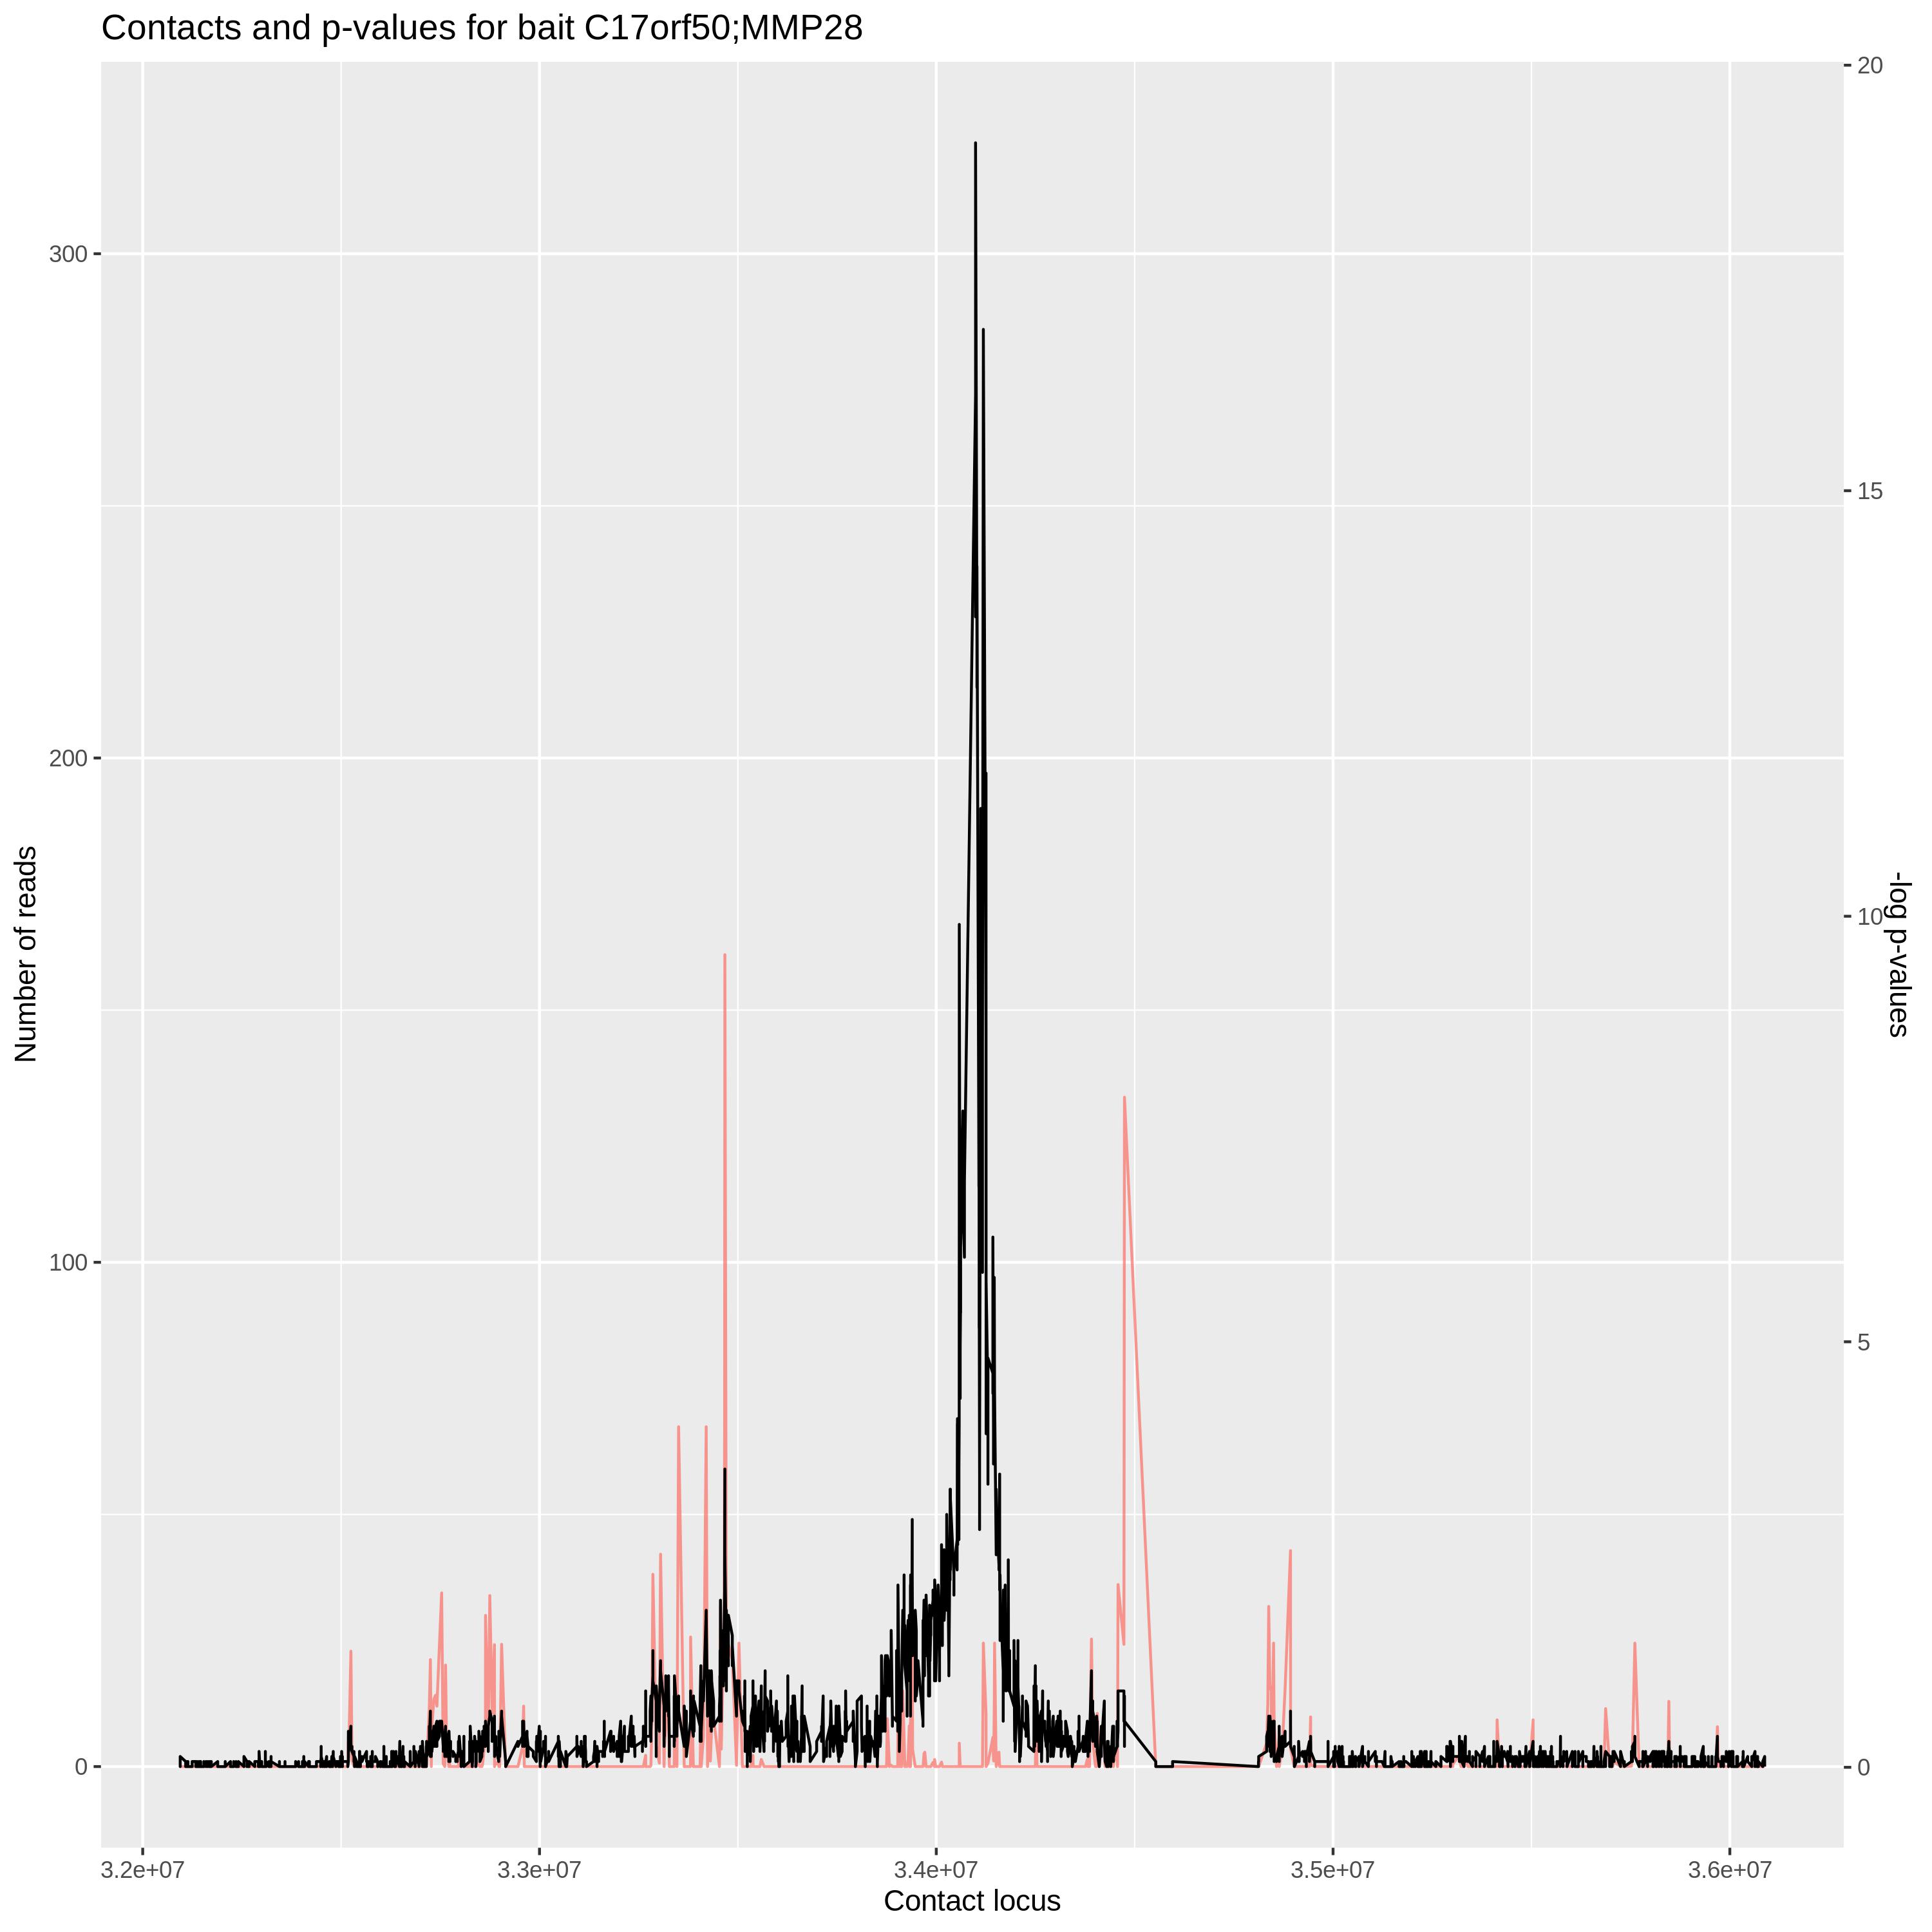 Contacts and p-values for bait C17orf50;MMP28
Number of reads
300
200
100
0
20
15
10
5
0
-log p-values
3.2e+07
3.3e+07
3.4e+07
3.5e+07
3.6e+07
Contact locus